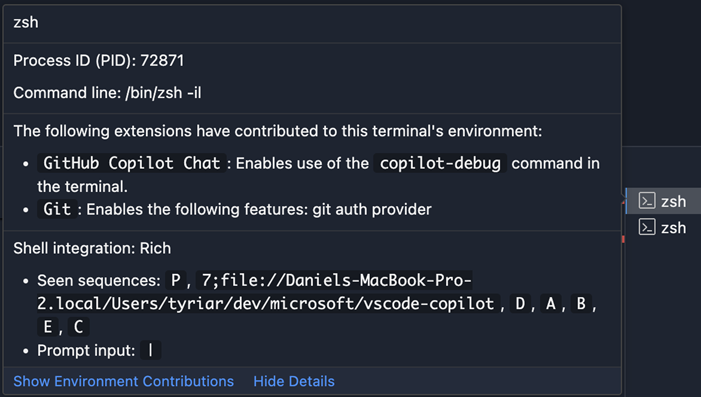 zsh
Process ID (PID): 72871
Command line: /bin/zsh -il
The following extensions have contributed to this terminal's environment:
• GitHub Copilot Chat : Enables use of the copilot-debug command in
the terminal.
• Git : Enables the following features: git auth provider
Shell integration: Rich
• Seen sequences: P , 7;file://Daniels-MacBook-Pro-
2.local/Users/tyriar/dev/microsoft/vscode-copilot , D , A , B ,
E , C
• Prompt input: |
Show Environment Contributions Hide Details
zsh
zsh